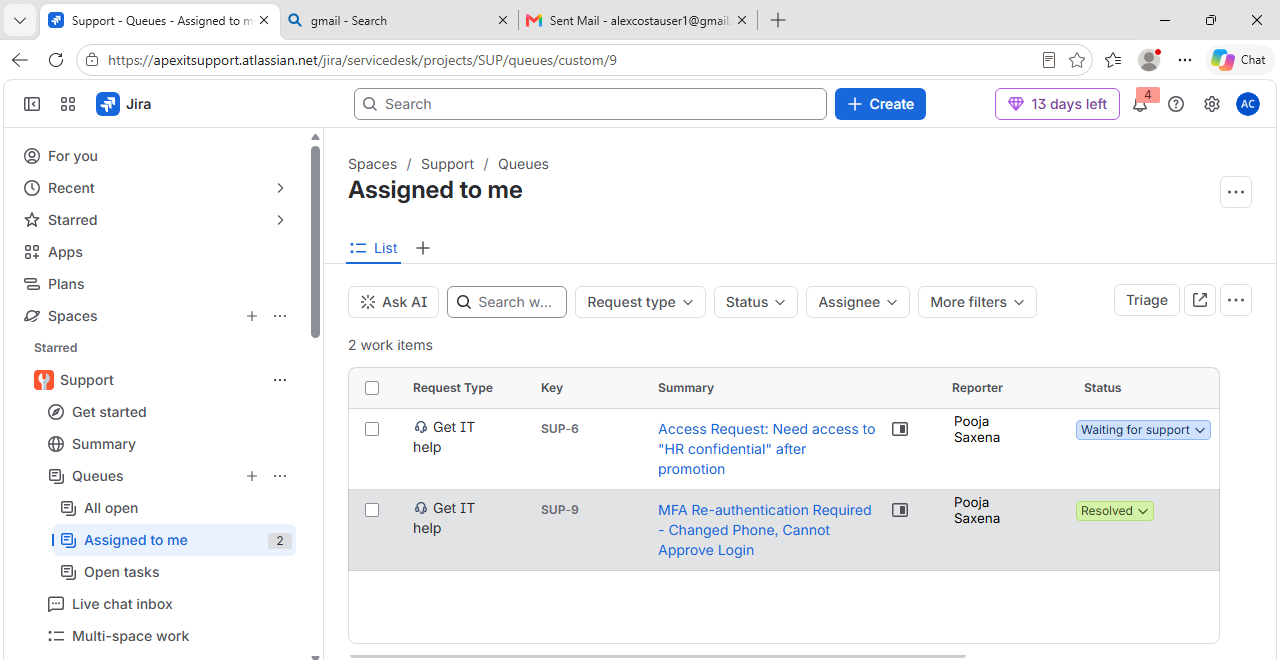 Support - Queues - Assigned to m
gmail - Search
Sent Mail - alexcostauser1@gmail.
https://apexitsupport.atlassian.net/jira/servicedesk/projects/SUP/queues/custom/9
Chat
Jira
Search
Create
13 days left
4
AC
For you
Recent
Starred
Apps
Plans
Spaces
Starred
Support
Get started
Summary
Queues
All open
Assigned to me
2
Open tasks
Live chat inbox
Multi-space work
Spaces / Support / Queues
Assigned to me
List
Ask AI
Search w...
Request type
Status
Assignee
More filters
Triage
2 work items
Request Type Key Summary Reporter Status
Get IT help
SUP-6
Access Request: Need access to
"HR confidential" after
promotion
Pooja
Saxena
Waiting for support
Get IT help
SUP-9
MFA Re-authentication Required
- Changed Phone, Cannot
Approve Login
Pooja
Saxena
Resolved